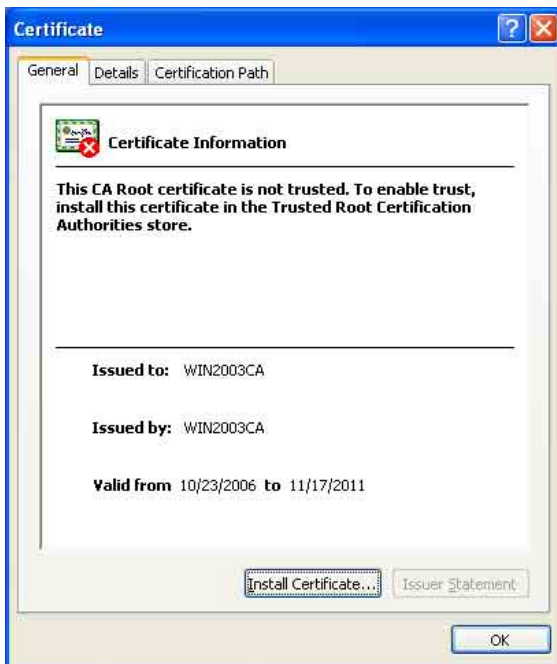 Certificate
General Details Certification Path
Certificate Information
This CA Root certificate is not trusted. To enable trust,
install this certificate in the Trusted Root Certification
Authorities store.
Issued to: WIN2003CA
Issued by: WIN2003CA
Valid from 10/23/2006 to 11/17/2011
Install Certificate... Issuer Statement
OK